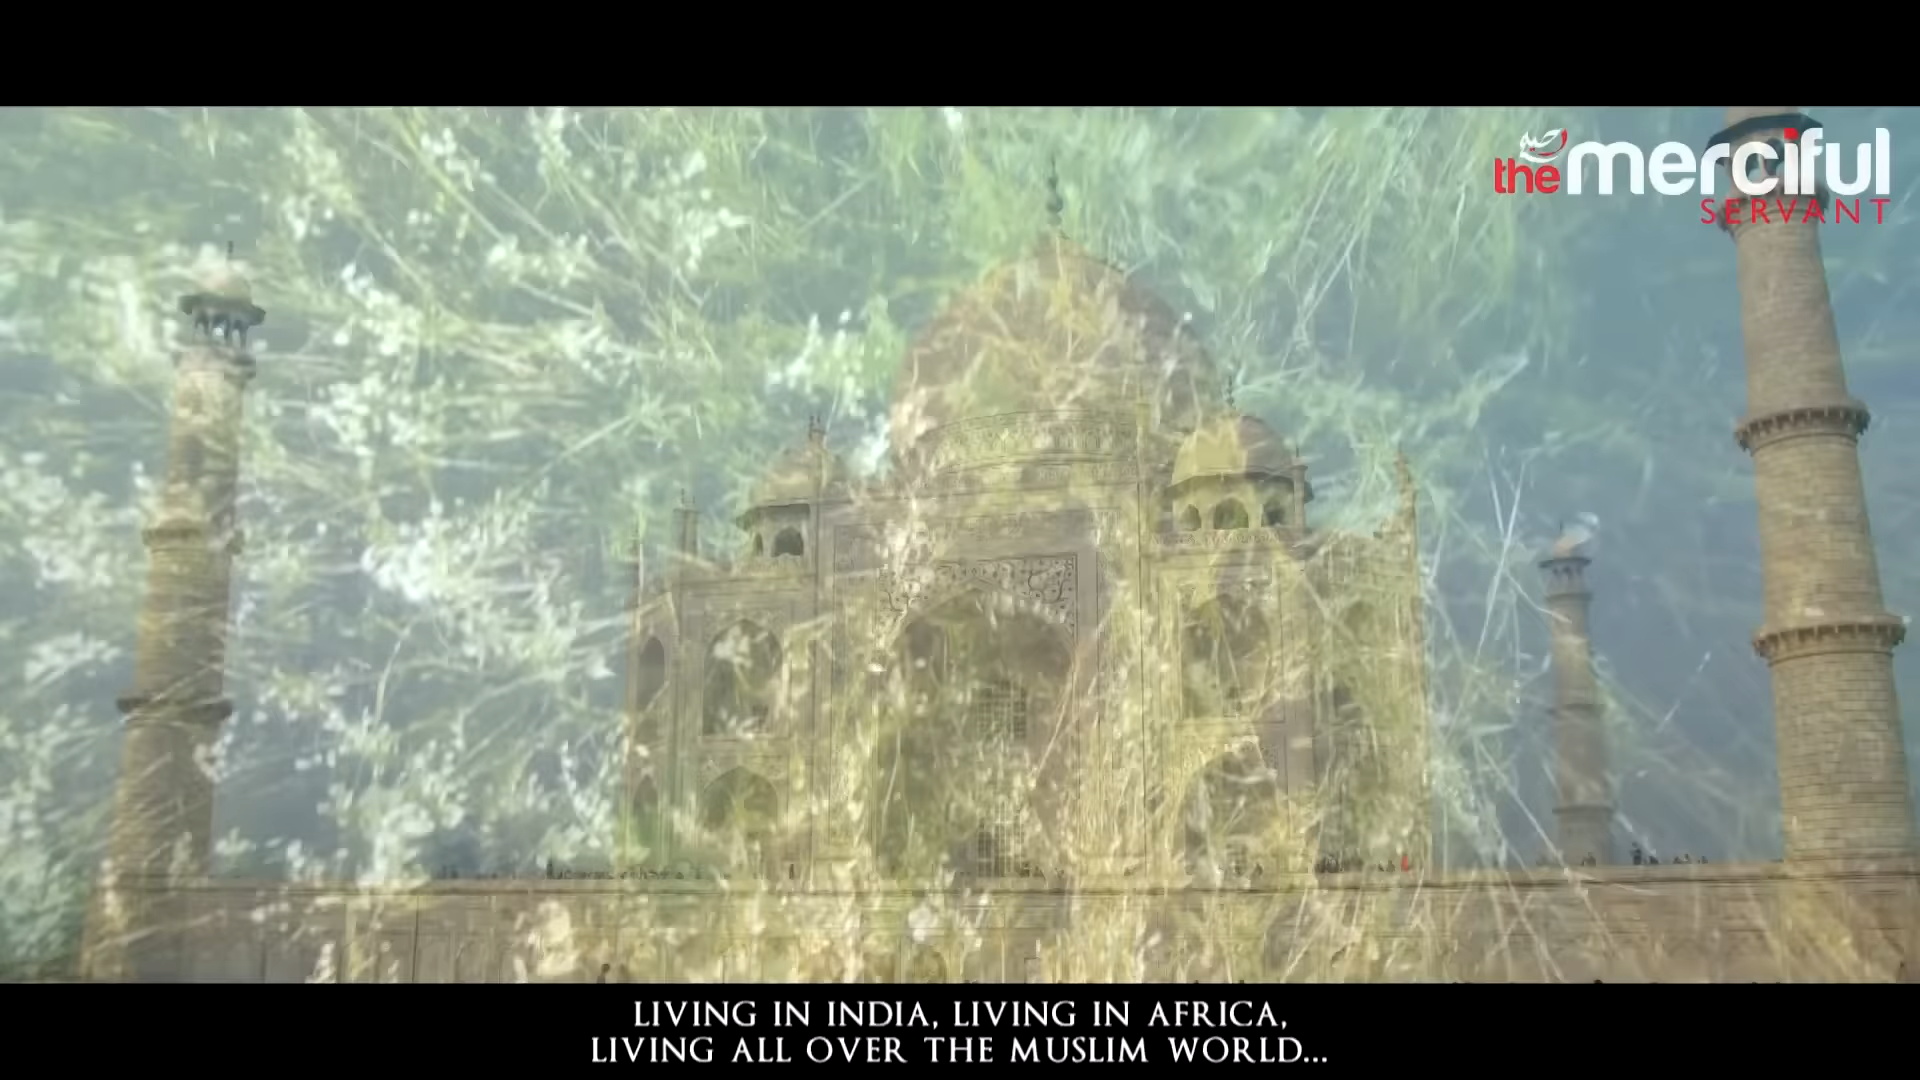 the merciful
SERVANT
LIVING IN INDIA, LIVING IN AFRICA,
LIVING ALL OVER THE MUSLIM WORLD...